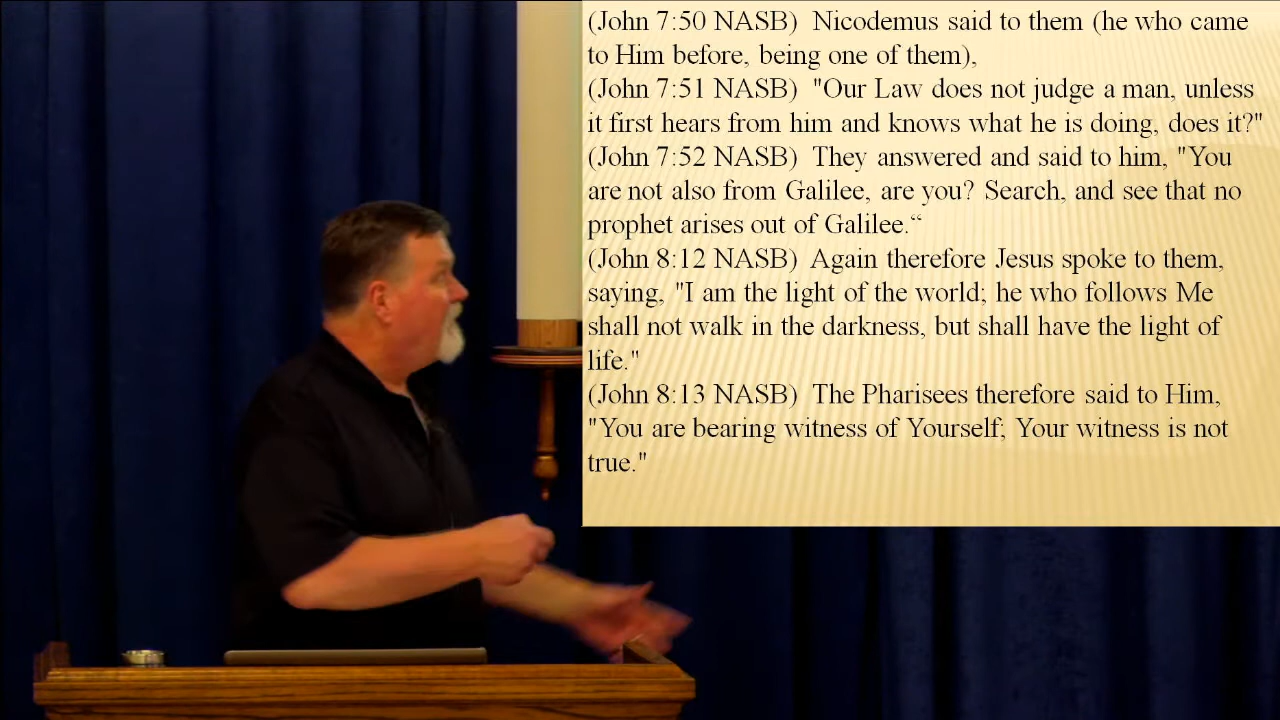 (John 7:50 NASB)  Nicodemus said to them (he who came
to Him before, being one of them),
(John 7:51 NASB)  "Our Law does not judge a man, unless
it first hears from him and knows what he is doing, does it?"
(John 7:52 NASB)  They answered and said to him, "You
are not also from Galilee, are you?  Search, and see that no
prophet arises out of Galilee.“
(John 8:12 NASB)  Again therefore Jesus spoke to them,
saying, "I am the light of the world; he who follows Me
shall not walk in the darkness, but shall have the light of
life."
(John 8:13 NASB)  The Pharisees therefore said to Him,
"You are bearing witness of Yourself; Your witness is not
true."